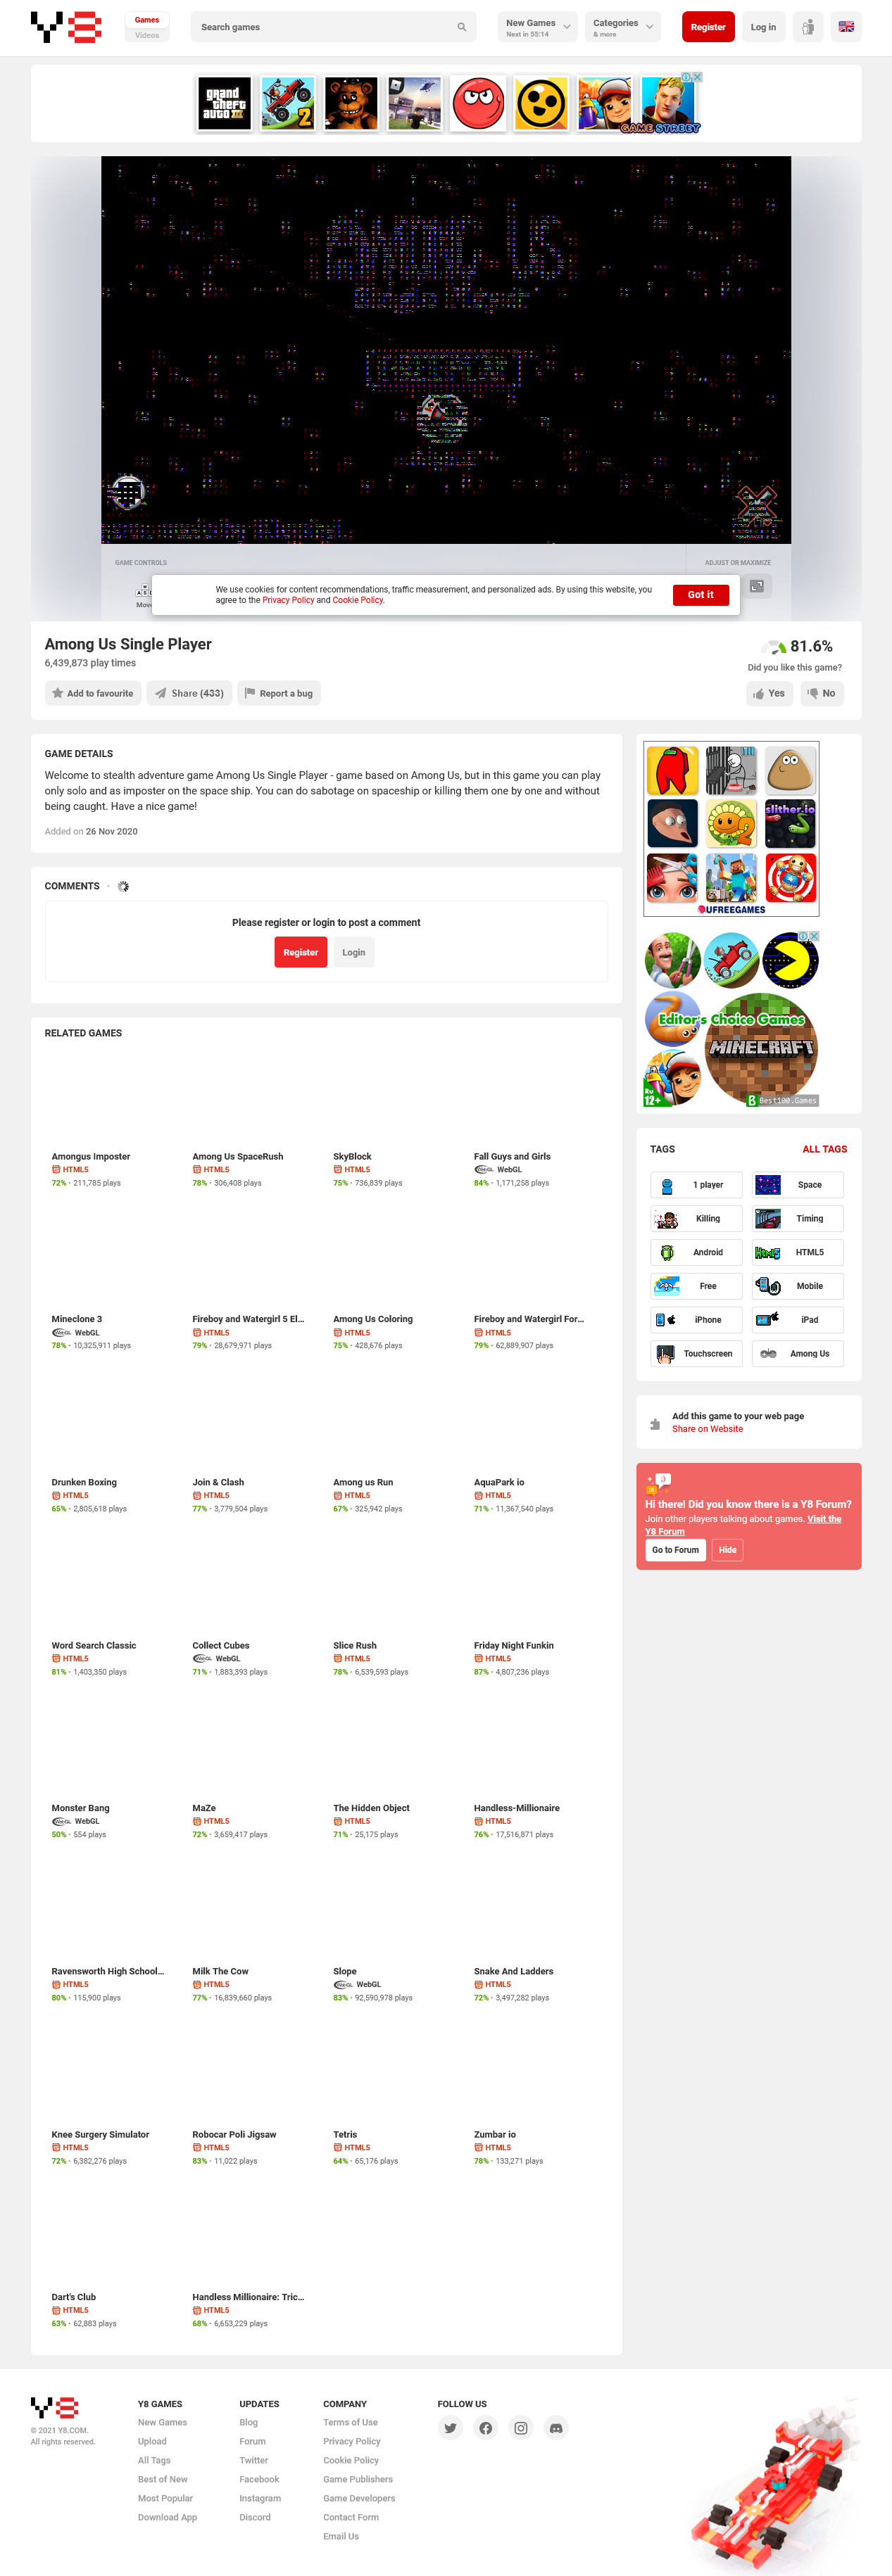 Games
Videos
Search games
New Games
Next in 55:14
Categories
& more
Register
Log in
grand theft auto III
2
GAME STREET
GAME CONTROLS
ADJUST OR MAXIMIZE
We use cookies for content recommendations, traffic measurement, and personalized ads. By using this website, you
agree to the Privacy Policy and Cookie Policy.
Got it
Among Us Single Player
6,439,873 play times
81.6%
Did you like this game?
Add to favourite
Share (433)
Report a bug
Yes
No
GAME DETAILS
Welcome to stealth adventure game Among Us Single Player - game based on Among Us, but in this game you can play
only solo and as imposter on the space ship. You can do sabotage on spaceship or killing them one by one and without
being caught. Have a nice game!
Added on 26 Nov 2020
COMMENTS
Please register or login to post a comment
Register
Login
slither.io
2
UFREEGAMES
Editor's Choice Games
MINECRAFT
Ru
12+
Best100.Games
RELATED GAMES
Amongus Imposter
HTML5
72% • 211,785 plays
Among Us SpaceRush
HTML5
78% • 306,408 plays
SkyBlock
HTML5
75% • 736,839 plays
Fall Guys and Girls
WebGL
84% • 1,171,258 plays
Mineclone 3
WebGL
78% • 10,325,911 plays
Fireboy and Watergirl 5 El...
HTML5
79% • 28,679,971 plays
Among Us Coloring
HTML5
75% • 428,676 plays
Fireboy and Watergirl For...
HTML5
79% • 62,889,907 plays
Drunken Boxing
HTML5
65% • 2,805,618 plays
Join & Clash
HTML5
77% • 3,779,504 plays
Among us Run
HTML5
67% • 325,942 plays
AquaPark io
HTML5
71% • 11,367,540 plays
Word Search Classic
HTML5
81% • 1,403,350 plays
Collect Cubes
WebGL
71% • 1,883,393 plays
Slice Rush
HTML5
78% • 6,539,593 plays
Friday Night Funkin
HTML5
87% • 4,807,236 plays
Monster Bang
WebGL
50% • 554 plays
MaZe
HTML5
72% • 3,659,417 plays
The Hidden Object
HTML5
71% • 25,175 plays
Handless-Millionaire
HTML5
76% • 17,516,871 plays
Ravensworth High School...
HTML5
80% • 115,900 plays
Milk The Cow
HTML5
77% • 16,839,660 plays
Slope
WebGL
83% • 92,590,978 plays
Snake And Ladders
HTML5
72% • 3,497,282 plays
Knee Surgery Simulator
HTML5
72% • 6,382,276 plays
Robocar Poli Jigsaw
HTML5
83% • 11,022 plays
Tetris
HTML5
64% • 65,176 plays
Zumbar io
HTML5
78% • 133,271 plays
Dart's Club
HTML5
63% • 62,883 plays
Handless Millionaire: Tric...
HTML5
68% • 6,653,229 plays
TAGS
ALL TAGS
1 player
Space
Killing
Timing
Android
HTML5
Free
Mobile
iPhone
iPad
Touchscreen
Among Us
Add this game to your web page
Share on Website
Hi there! Did you know there is a Y8 Forum?
Join other players talking about games. Visit the
Y8 Forum
Go to Forum
Hide
Y8
© 2021 Y8.COM.
All rights reserved.
Y8 GAMES
New Games
Upload
All Tags
Best of New
Most Popular
Download App
UPDATES
Blog
Forum
Twitter
Facebook
Instagram
Discord
COMPANY
Terms of Use
Privacy Policy
Cookie Policy
Game Publishers
Game Developers
Contact Form
Email Us
FOLLOW US